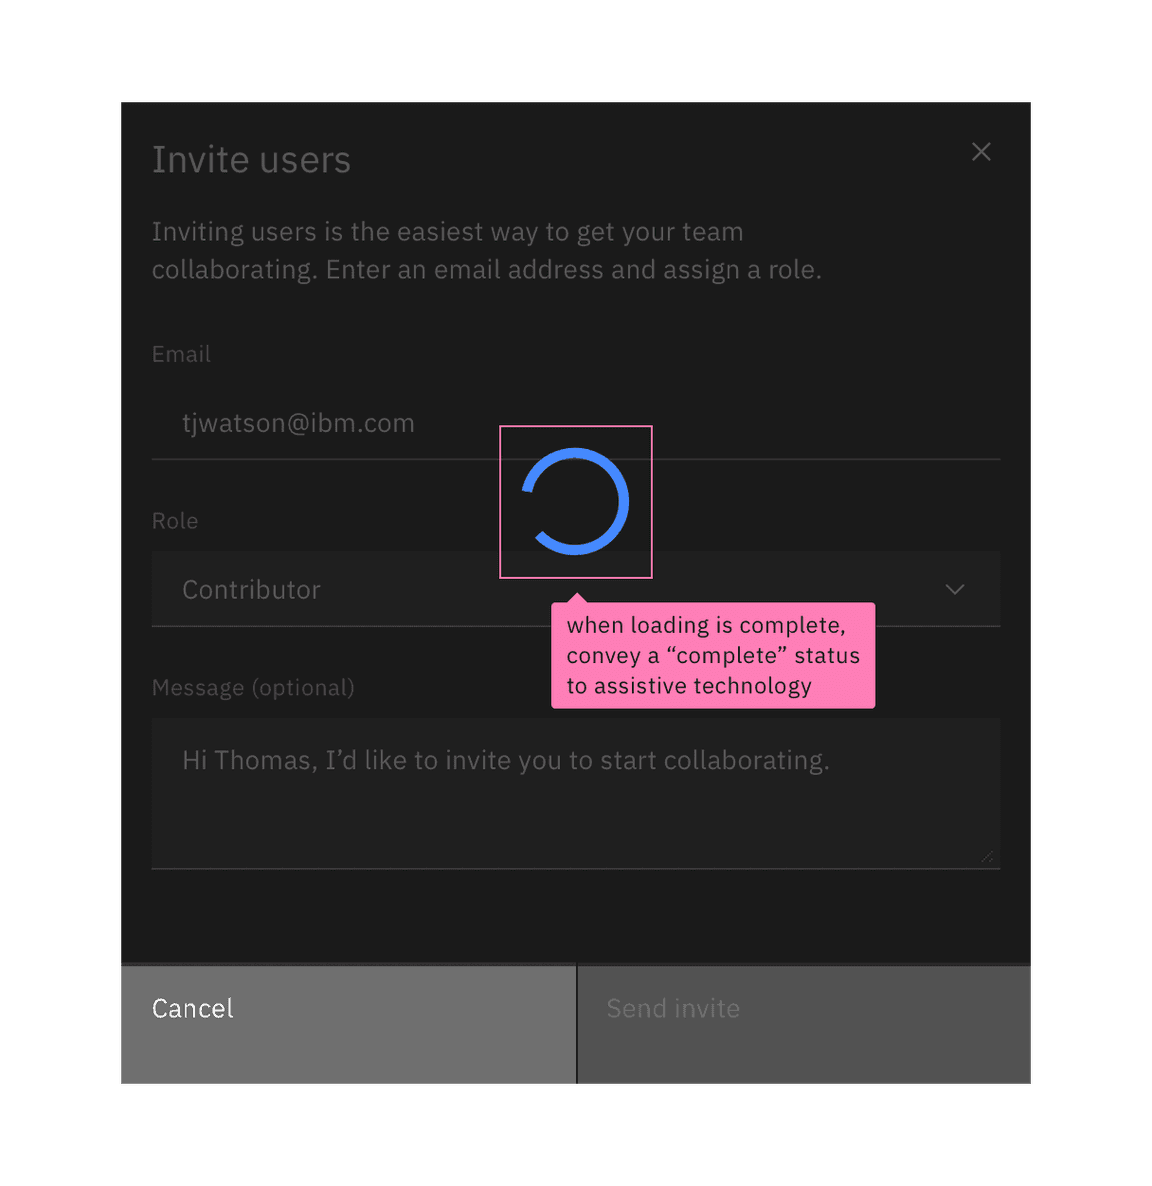 Invite users
Inviting users is the easiest way to get your team
collaborating. Enter an email address and assign a role.
Email
tjwatson@ibm.com
Role
Contributor
when loading is complete,
convey a “complete” status
to assistive technology
Message (optional)
Hi Thomas, I’d like to invite you to start collaborating.
Cancel
Send invite